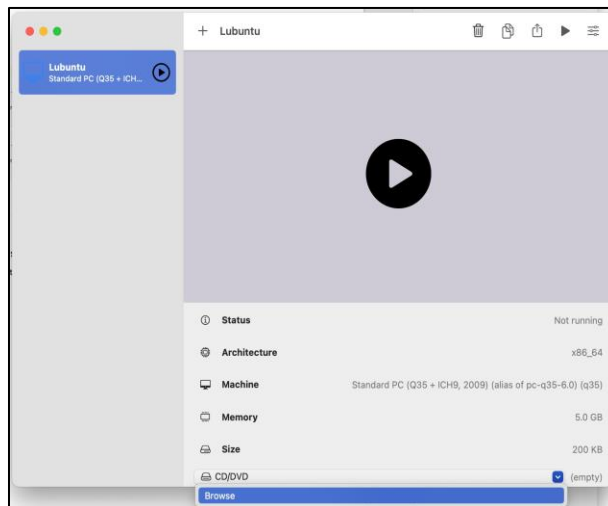 Lubuntu
Lubuntu
Standard PC (Q35 + ICH...
Status Not running
Architecture x86_64
Machine Standard PC (Q35 + ICH9, 2009) (alias of pc-q35-6.0) (q35)
Memory 5.0 GB
Size 200 KB
CD/DVD (empty)
Browse